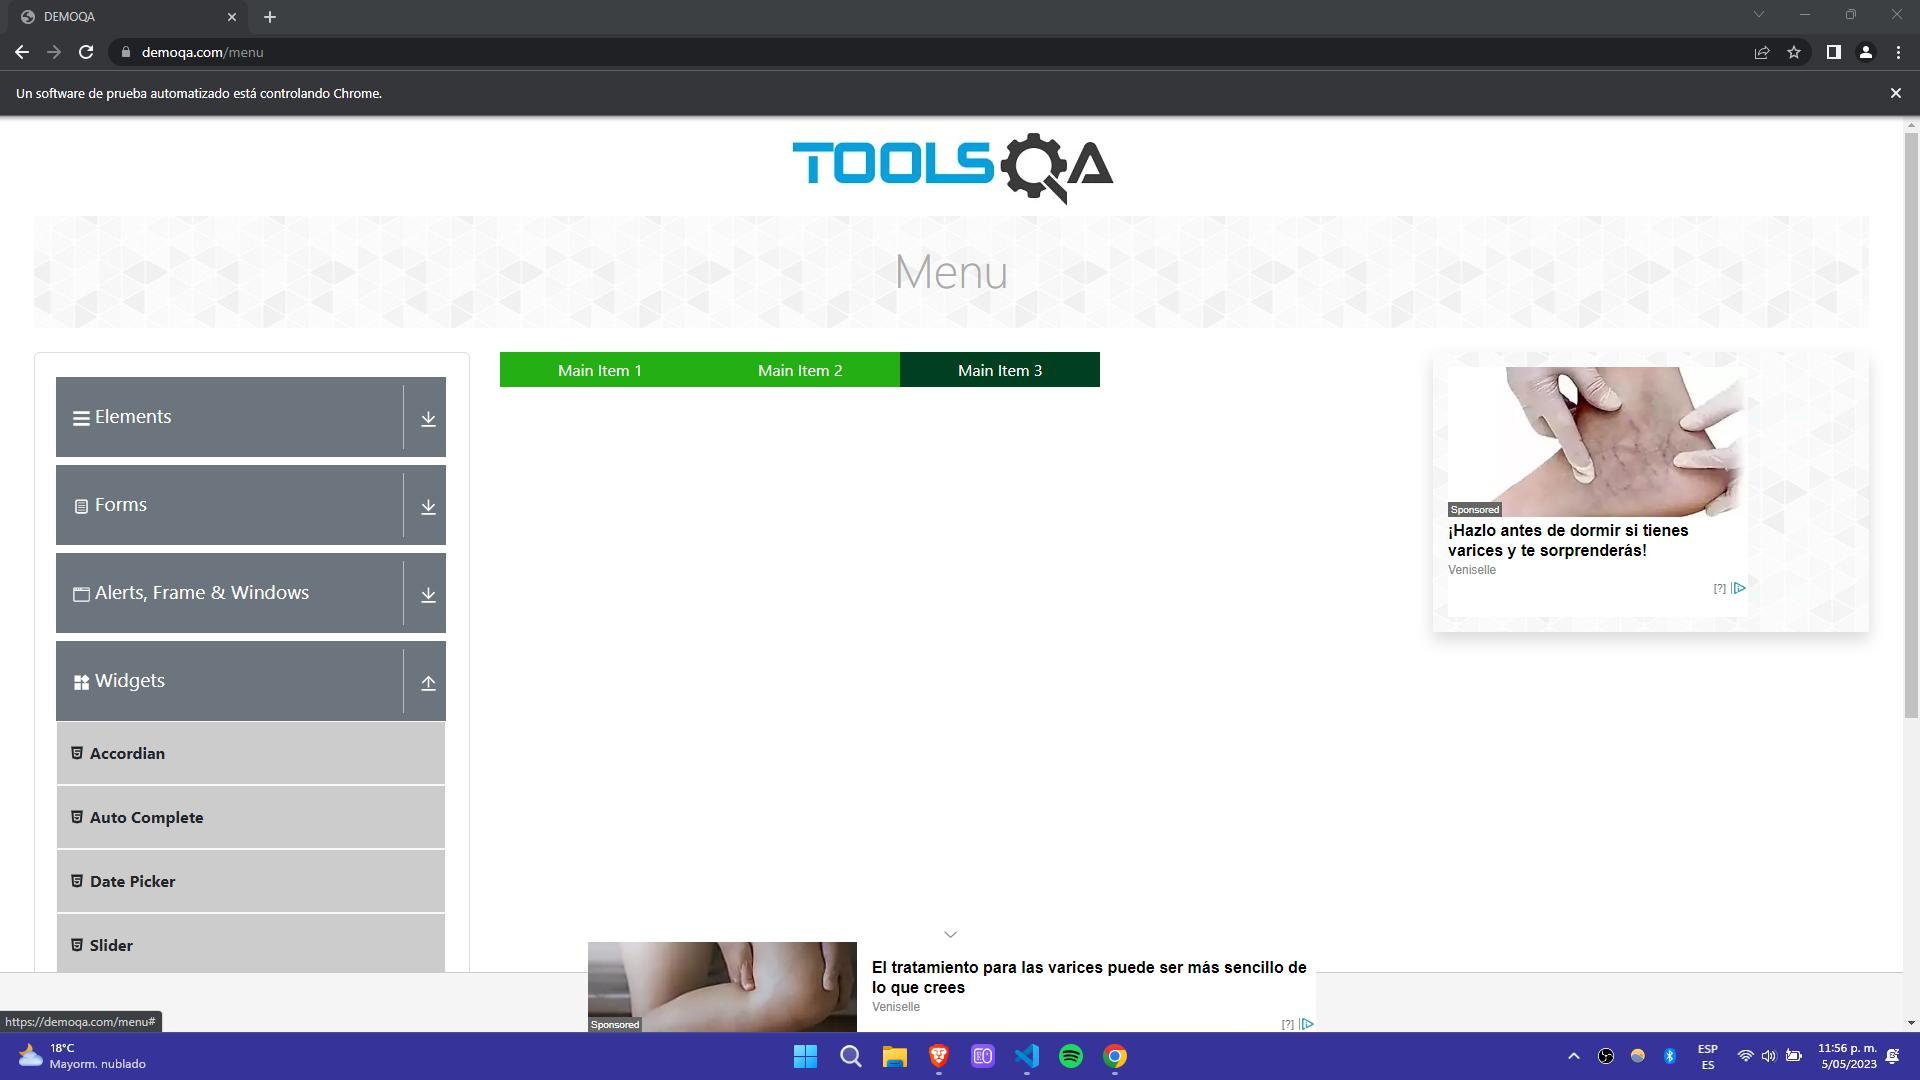 DEMOQA
demoqa.com/menu
Un software de prueba automatizado está controlando Chrome.
TOOLSQA
Menu
Main Item 1
Main Item 2
Main Item 3
Elements
Forms
Alerts, Frame & Windows
Widgets
Accordian
Auto Complete
Date Picker
Slider
Sponsored
¡Hazlo antes de dormir si tienes
varices y te sorprenderás!
Veniselle
[?]
El tratamiento para las varices puede ser más sencillo de
lo que crees
Veniselle
Sponsored
[?]
https://demoqa.com/menu#
18°C
Mayorm. nublado
ESP
ES
11:56 p. m.
5/05/2023